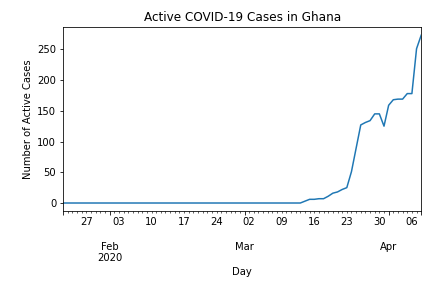 Active COVID-19 Cases in Ghana
Number of Active Cases
250
200
150
100
50
0
27 03 10 17 24 02 09 16 23 30 06
Feb Mar Apr
2020
Day